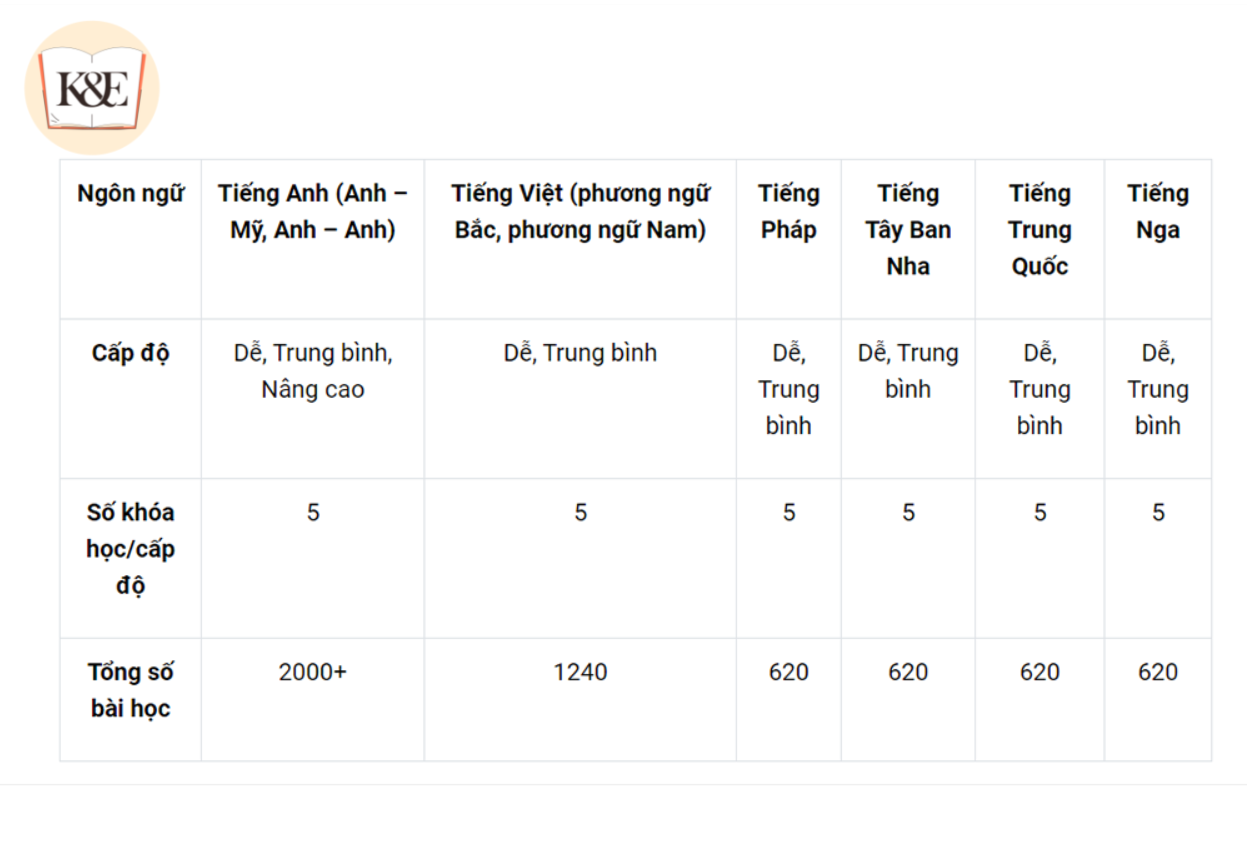 K&E
Ngôn ngữ
Tiếng Anh (Anh –
Mỹ, Anh – Anh)
Tiếng Việt (phương ngữ
Bắc, phương ngữ Nam)
Tiếng
Pháp
Tiếng
Tây Ban
Nha
Tiếng
Trung
Quốc
Tiếng
Nga
Cấp độ
Dễ, Trung bình,
Nâng cao
Dễ, Trung bình
Dễ,
Trung
bình
Dễ, Trung
bình
Dễ,
Trung
bình
Dễ,
Trung
bình
Số khóa
học/cấp
độ
5
5
5
5
5
5
Tổng số
bài học
2000+
1240
620
620
620
620